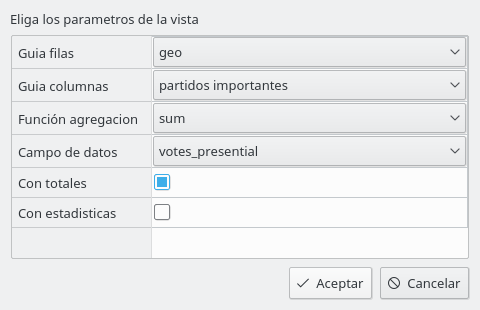 Eliga los parametros de la vista
Guia filas geo
Guia columnas partidos importantes
Función agregacion sum
Campo de datos votes_presential
Con totales
Con estadisticas
Aceptar Cancelar